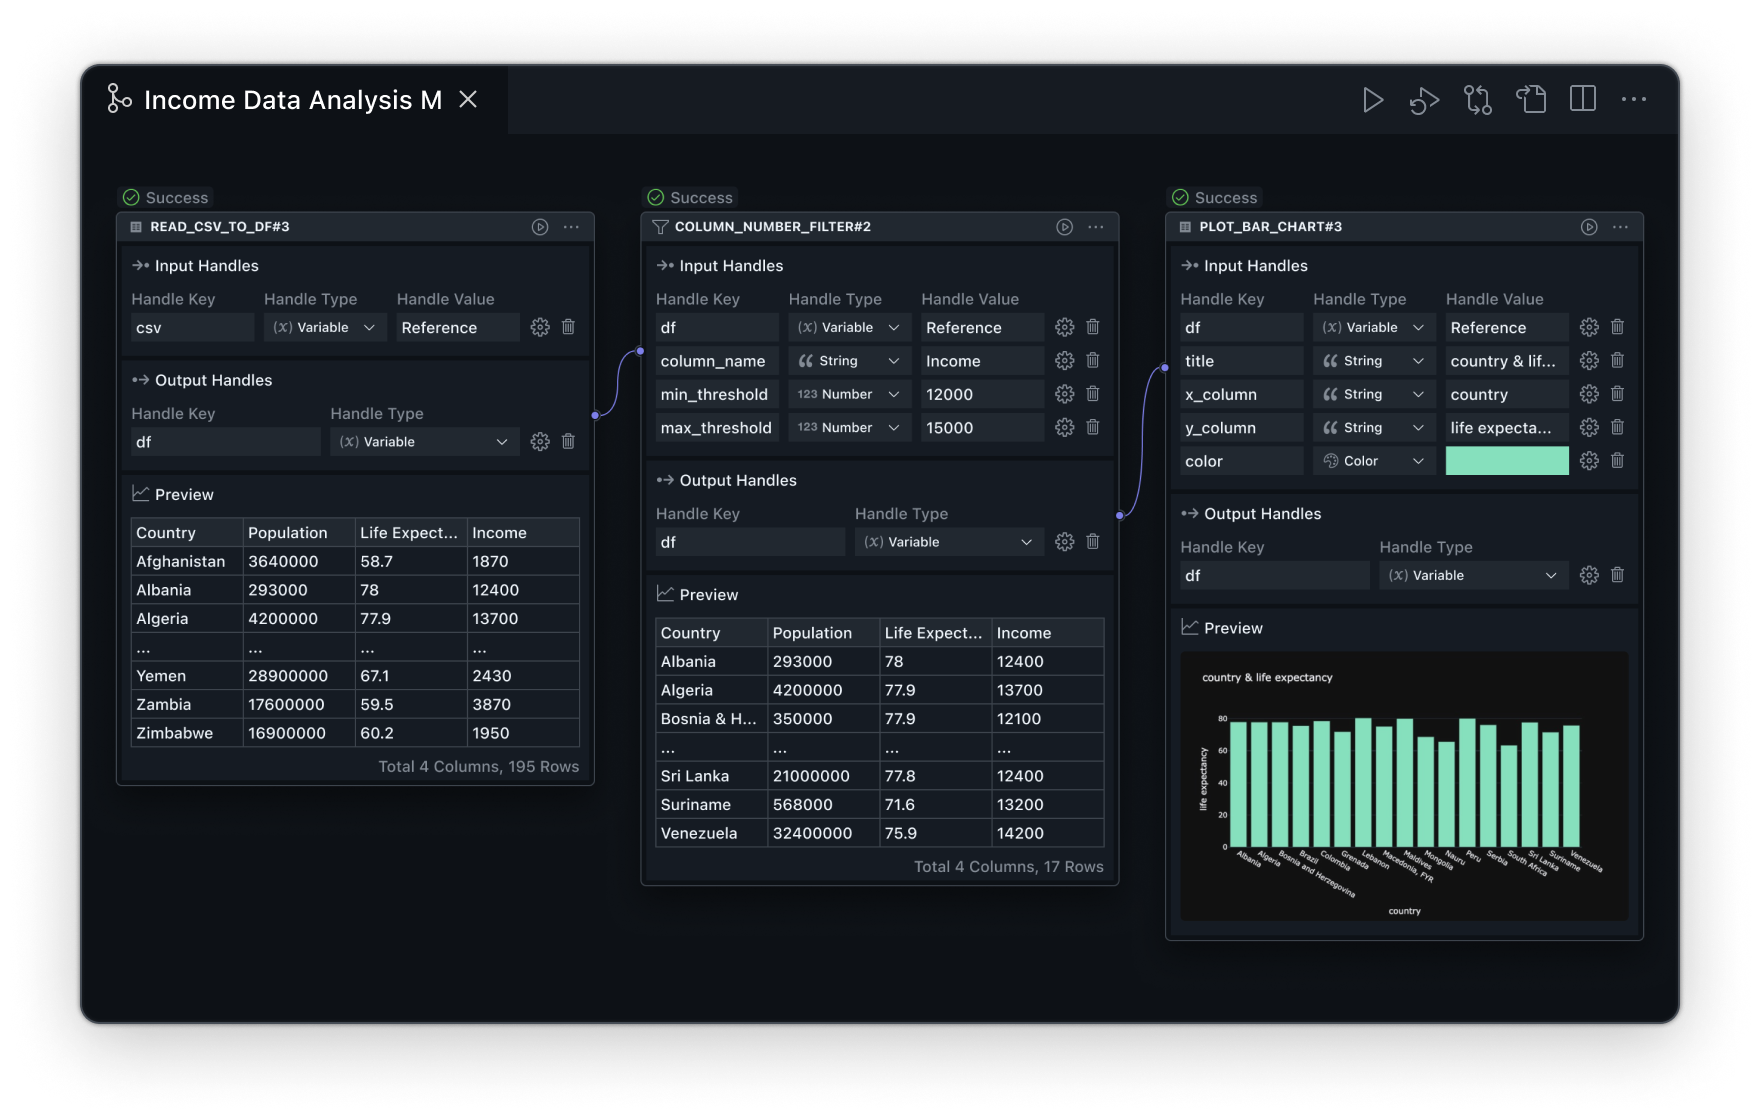 Income Data Analysis M
Success
READ_CSV_TO_DF#3
Input Handles
Handle Key Handle Type Handle Value
csv (x) Variable Reference
Output Handles
Handle Key Handle Type
df (x) Variable
Preview
Country Population Life Expect... Income
Afghanistan 3640000 58.7 1870
Albania 293000 78 12400
Algeria 4200000 77.9 13700
... ... ... ...
Yemen 28900000 67.1 2430
Zambia 17600000 59.5 3870
Zimbabwe 16900000 60.2 1950
Total 4 Columns, 195 Rows
Success
COLUMN_NUMBER_FILTER#2
Input Handles
Handle Key Handle Type Handle Value
df (x) Variable Reference
column_name String Income
min_threshold 123 Number 12000
max_threshold 123 Number 15000
Output Handles
Handle Key Handle Type
df (x) Variable
Preview
Country Population Life Expect... Income
Albania 293000 78 12400
Algeria 4200000 77.9 13700
Bosnia & H... 350000 77.9 12100
... ... ... ...
Sri Lanka 21000000 77.8 12400
Suriname 568000 71.6 13200
Venezuela 32400000 75.9 14200
Total 4 Columns, 17 Rows
Success
PLOT_BAR_CHART#3
Input Handles
Handle Key Handle Type Handle Value
df (x) Variable Reference
title String country & lif...
x_column String country
y_column String life expecta...
color Color
Output Handles
Handle Key Handle Type
df (x) Variable
Preview
country & life expectancy
80
60
40
20
0
life expectancy
Albania
Algeria
Bosnia and Herzegovina
Brazil
Colombia
Grenada
Lebanon
Macedonia, FYR
Maldives
Mongolia
Nauru
Peru
Serbia
South Africa
Sri Lanka
Suriname
Venezuela
country